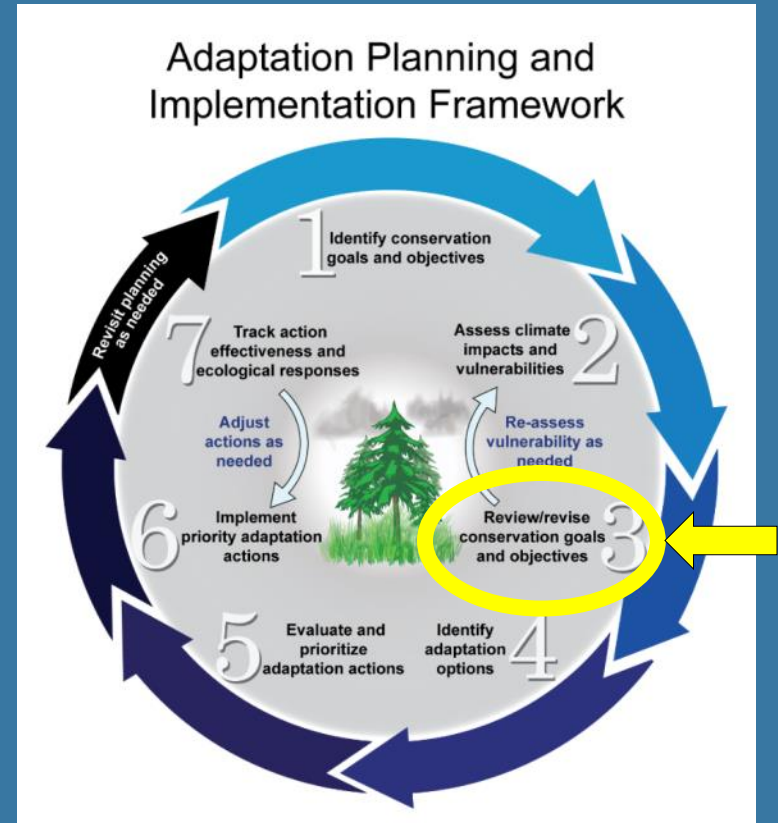 Adaptation Planning and
Implementation Framework
1
Identify conservation
goals and objectives
2
Assess climate
impacts and
vulnerabilities
Re-assess
vulnerability as
needed
3
Review/revise
conservation goals
and objectives
4
Identify
adaptation
options
5
Evaluate and
prioritize
adaptation actions
6
Implement
priority adaptation
actions
Adjust
actions as
needed
7
Track action
effectiveness and
ecological responses
Revisit planning
as needed